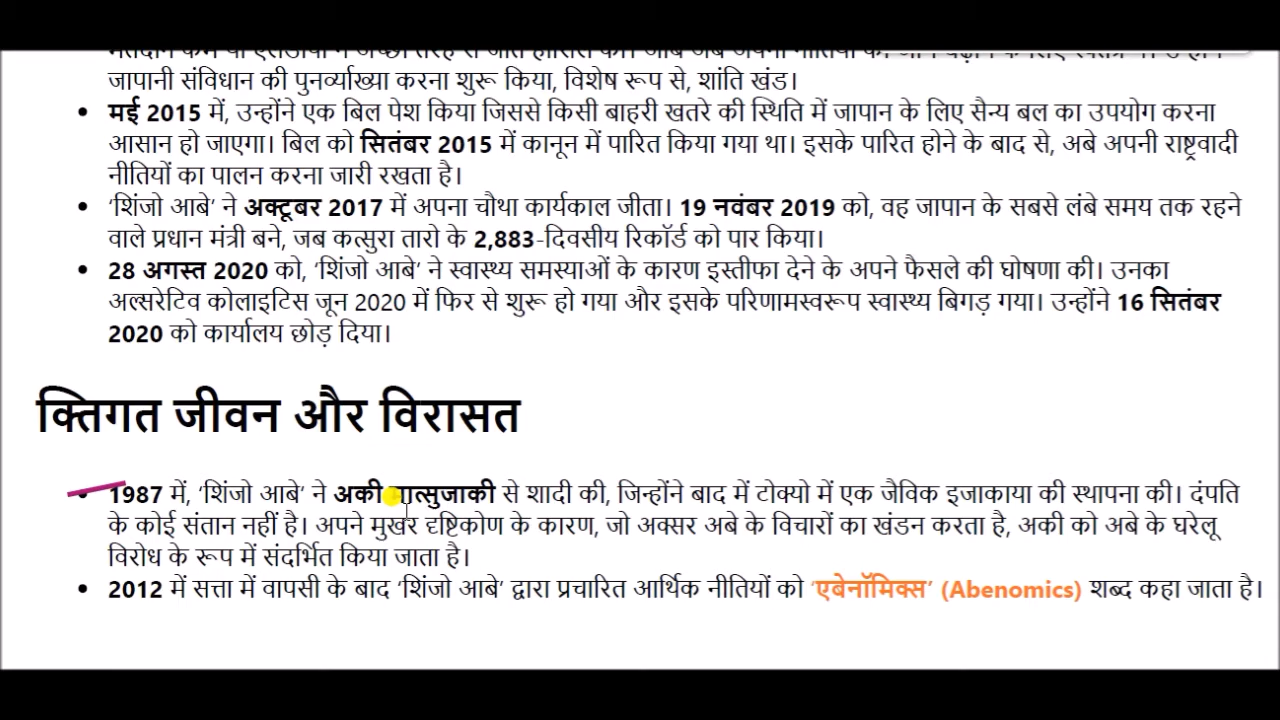 जापानी संविधान की पुनर्व्याख्या करना शुरू किया, विशेष रूप से, शांति खंड।
• मई 2015 में, उन्होंने एक बिल पेश किया जिससे किसी बाहरी खतरे की स्थिति में जापान के लिए सैन्य बल का उपयोग करना
आसान हो जाएगा। बिल को सितंबर 2015 में कानून में पारित किया गया था। इसके पारित होने के बाद से, अबे अपनी राष्ट्रवादी
नीतियों का पालन करना जारी रखता है।
• ‘शिंजो आबे’ ने अक्टूबर 2017 में अपना चौथा कार्यकाल जीता। 19 नवंबर 2019 को, वह जापान के सबसे लंबे समय तक रहने
वाले प्रधान मंत्री बने, जब कत्सुरा तारो के 2,883-दिवसीय रिकॉर्ड को पार किया।
• 28 अगस्त 2020 को, ‘शिंजो आबे’ ने स्वास्थ्य समस्याओं के कारण इस्तीफा देने के अपने फैसले की घोषणा की। उनका
अल्सरेटिव कोलाइटिस जून 2020 में फिर से शुरू हो गया और इसके परिणामस्वरूप स्वास्थ्य बिगड़ गया। उन्होंने 16 सितंबर
2020 को कार्यालय छोड़ दिया।
क्तिगत जीवन और विरासत
• 1987 में, ‘शिंजो आबे’ ने अकी मात्सुजाकी से शादी की, जिन्होंने बाद में टोक्यो में एक जैविक इजाकाया की स्थापना की। दंपति
के कोई संतान नहीं है। अपने मुखर दृष्टिकोण के कारण, जो अक्सर अबे के विचारों का खंडन करता है, अकी को अबे के घरेलू
विरोध के रूप में संदर्भित किया जाता है।
• 2012 में सत्ता में वापसी के बाद ‘शिंजो आबे’ द्वारा प्रचारित आर्थिक नीतियों को ‘एबेनॉमिक्स’ (Abenomics) शब्द कहा जाता है।